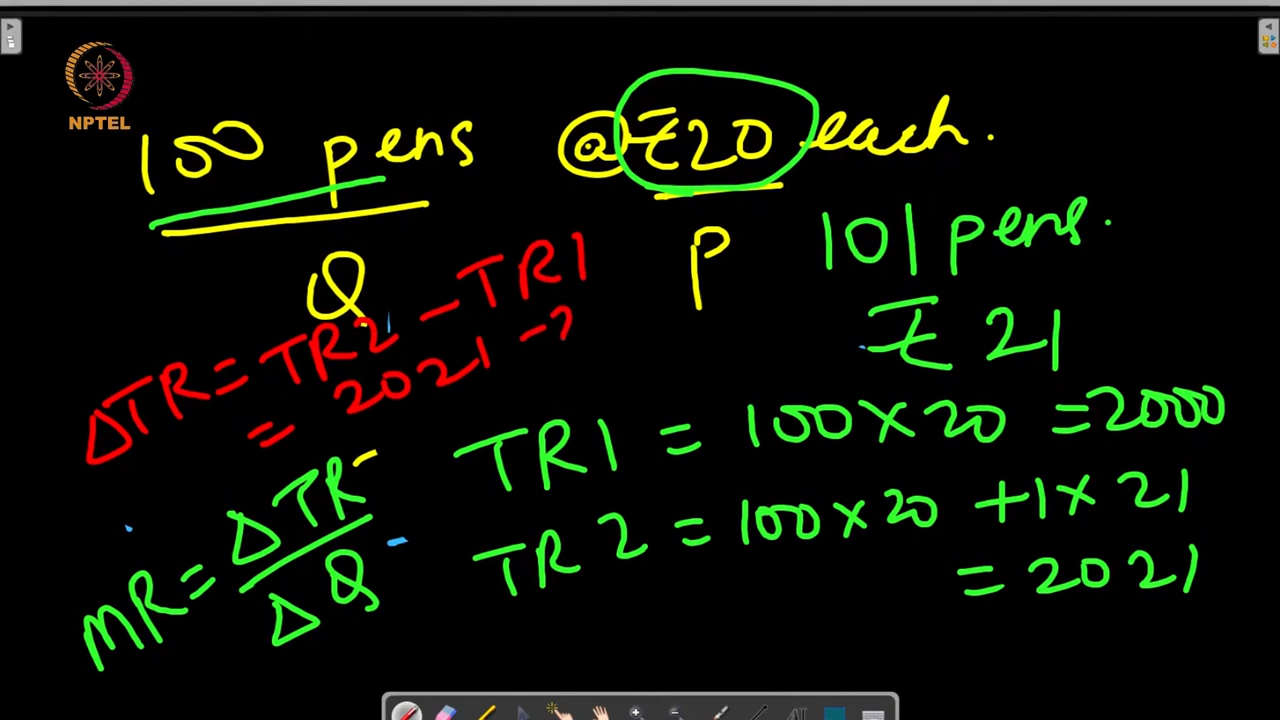 NPTEL
100 pens @ ₹20 each.
Q P 101 pens.
₹ 21
ΔTR = TR2 - TR1
= 2021 - 2
TR1 = 100 × 20 = 2000
TR2 = 100 × 20 + 1 × 21
= 2021
MR = ΔTR / ΔQ